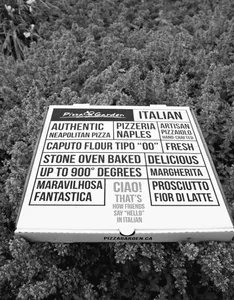 Pizza Garden
ITALIAN
AUTHENTIC
NEAPOLITAN PIZZA
PIZZERIA
NAPLES
ARTISAN
PIZZAIOLO
HAND-CRAFTED
CAPUTO FLOUR TIPO "00"
FRESH
STONE OVEN BAKED
DELICIOUS
UP TO 900° DEGREES
MARGHERITA
MARAVILHOSA
FANTASTICA
CIAO!
THAT'S
HOW FRIENDS
SAY "HELLO"
IN ITALIAN
PROSCIUTTO
FIOR DI LATTE
PIZZAGARDEN.CA